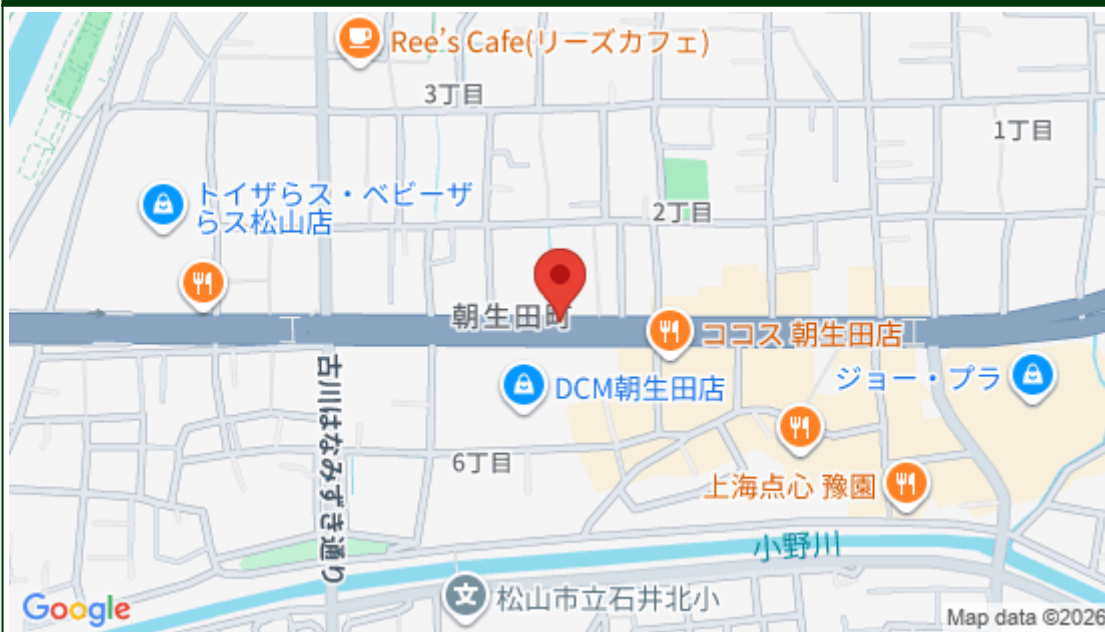 Ree's Cafe(リーズカフェ)
3丁目
1丁目
トイザらス・ベビーザ
らス松山店
2丁目
朝生田町
ココス 朝生田店
DCM朝生田店
ジョー・プラ
古川はなみずき通り
6丁目
上海点心 豫園
小野川
松山市立石井北小
Google
Map data ©2026